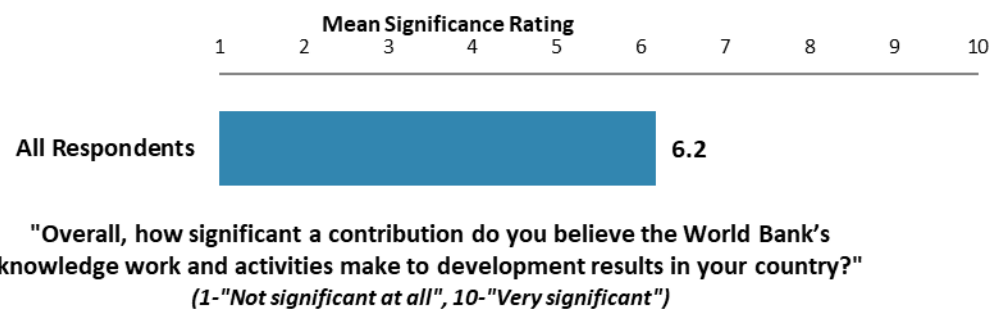 Mean Significance Rating
1 2 3 4 5 6 7 8 9 10
All Respondents 6.2
"Overall, how significant a contribution do you believe the World Bank’s
knowledge work and activities make to development results in your country?"
(1-"Not significant at all", 10-"Very significant")